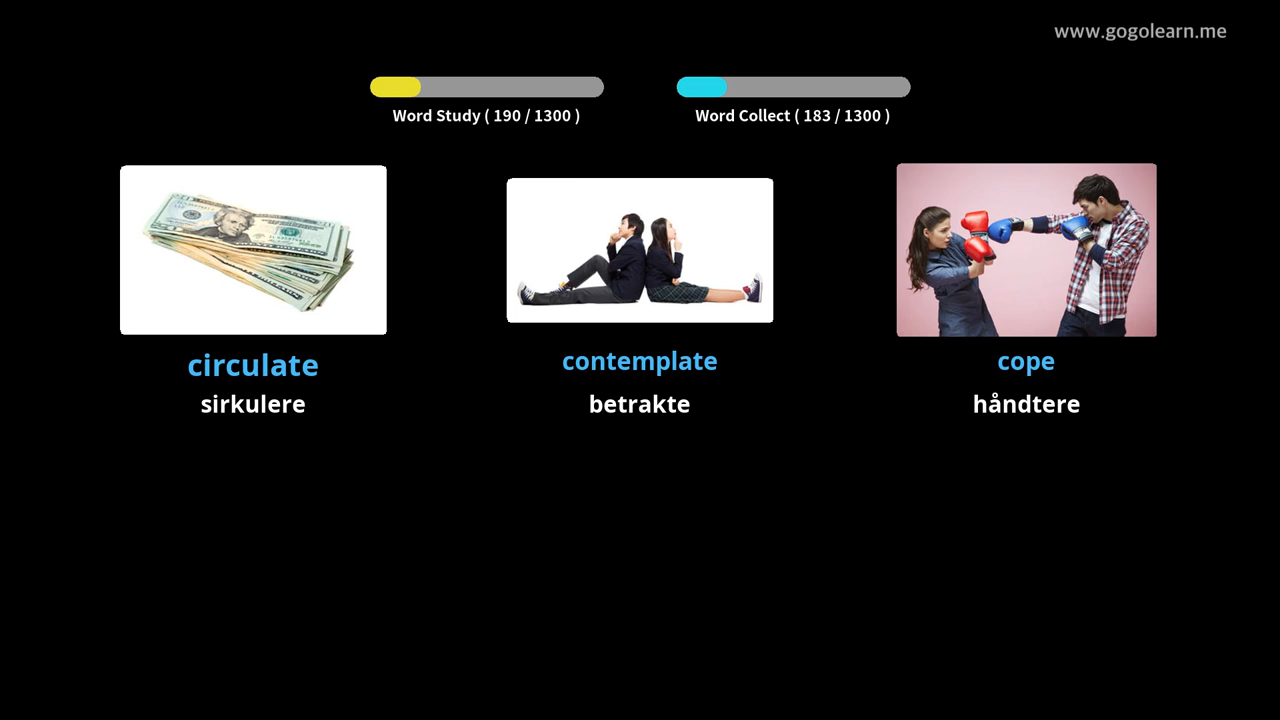 www.gogolearn.me
Word Study ( 190 / 1300 )
Word Collect ( 183 / 1300 )
circulate
sirkulere
contemplate
betrakte
cope
håndtere